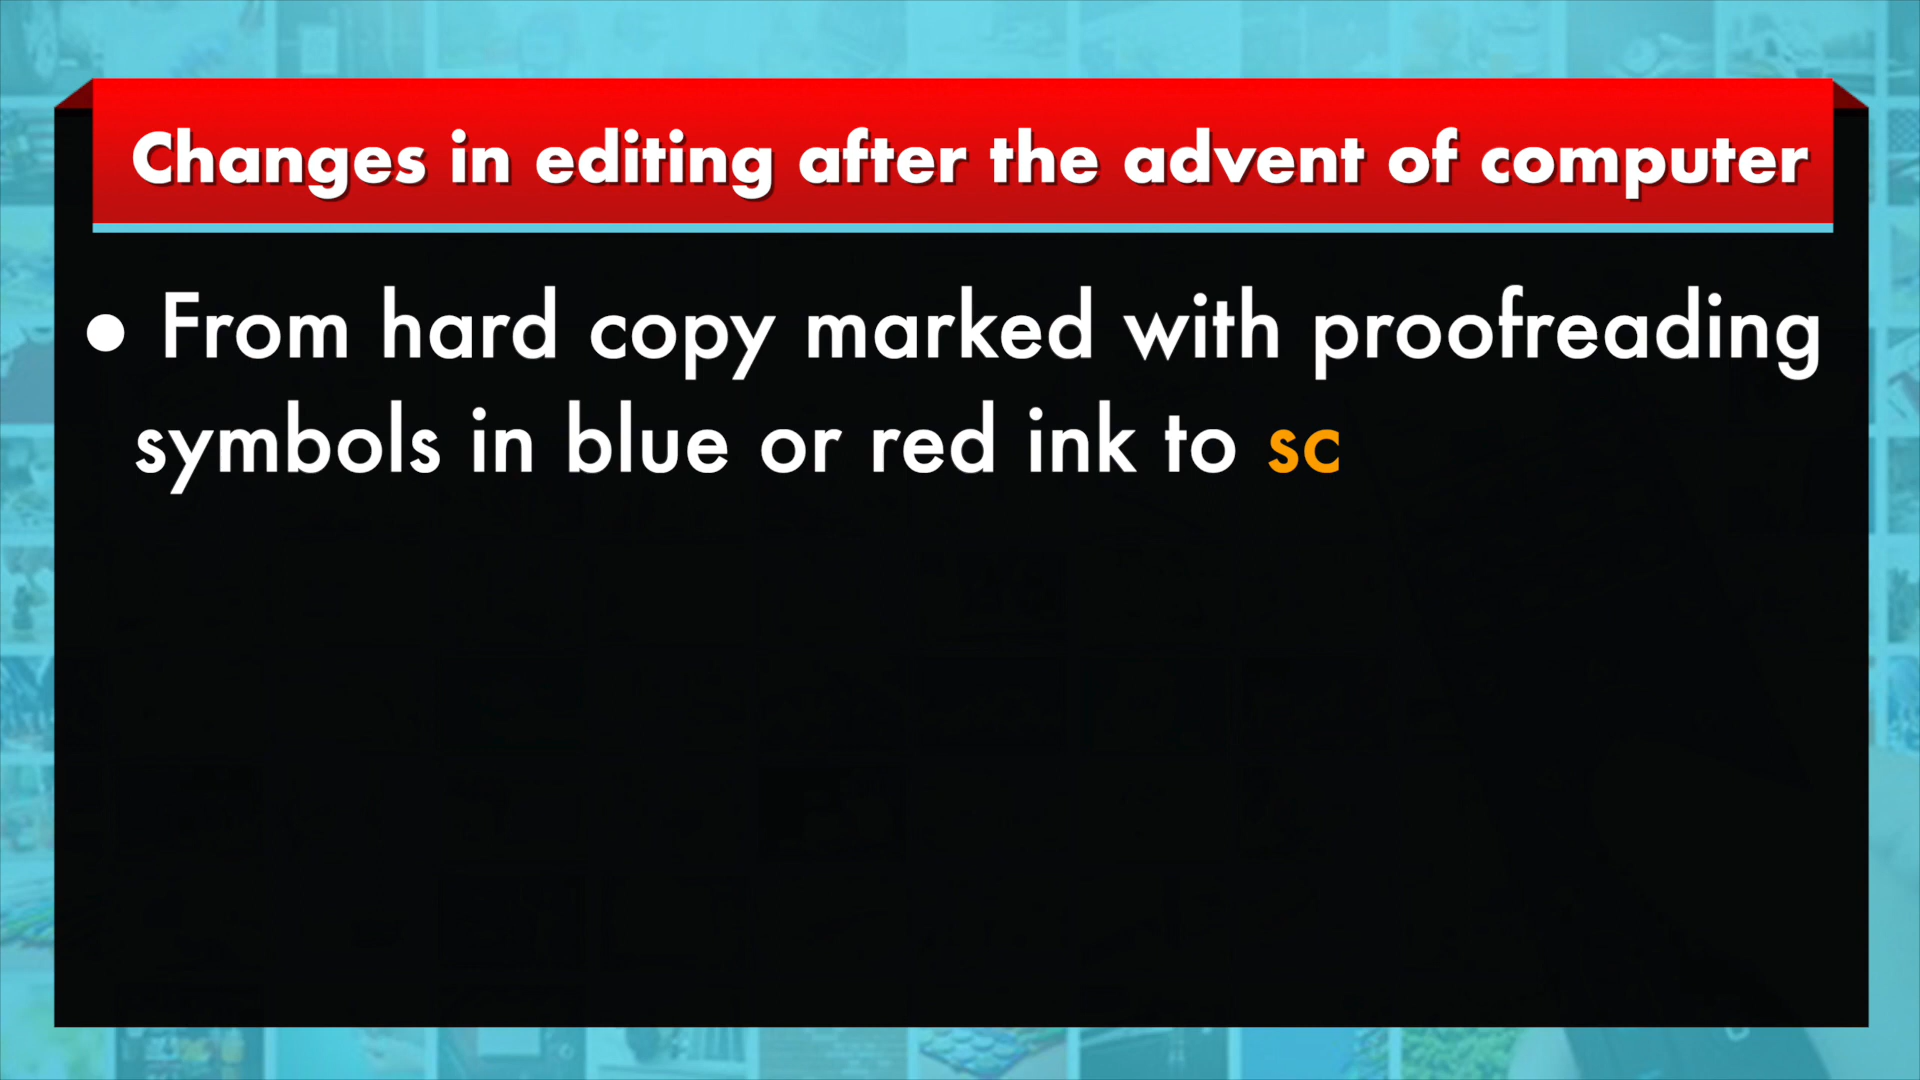 Changes in editing after the advent of computer
● From hard copy marked with proofreading
symbols in blue or red ink to sc